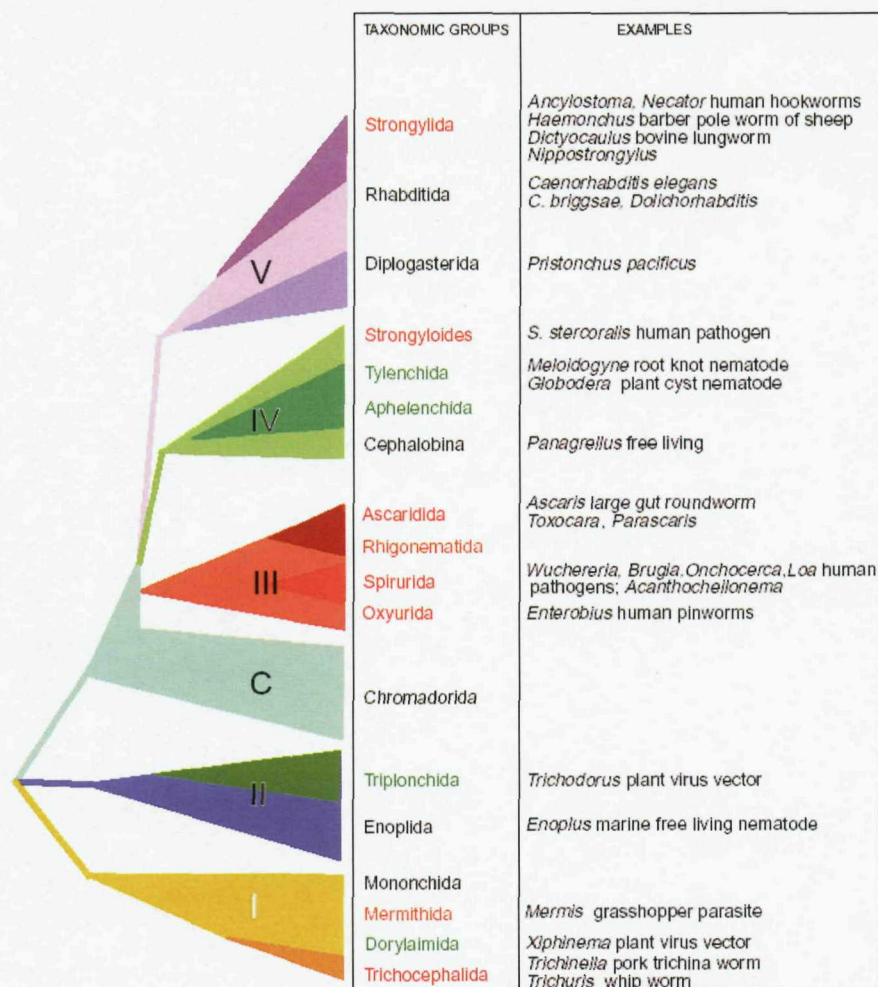 TAXONOMIC GROUPS EXAMPLES
Strongylida
Ancylostoma, Necator human hookworms
Haemonchus barber pole worm of sheep
Dictyocaulus bovine lungworm
Nippostrongylus
Rhabditida
Caenorhabditis elegans
C. briggsae, Dolichorhabditis
V
Diplogasterida
Pristonchus pacificus
Strongyloides
S. stercoralis human pathogen
Tylenchida
Meloidogyne root knot nematode
Globodera plant cyst nematode
Aphelenchida
IV
Cephalobina
Panagrellus free living
Ascaridida
Ascaris large gut roundworm
Toxocara, Parascaris
Rhigonematida
III
Spirurida
Wuchereria, Brugia,Onchocerca,Loa human
pathogens; Acanthocheilonema
Oxyurida
Enterobius human pinworms
C
Chromadorida
Triplonchida
Trichodorus plant virus vector
II
Enoplida
Enoplus marine free living nematode
Mononchida
I
Mermithida
Mermis grasshopper parasite
Dorylaimida
Xiphinema plant virus vector
Trichocephalida
Trichinella pork trichina worm
Trichuris whip worm